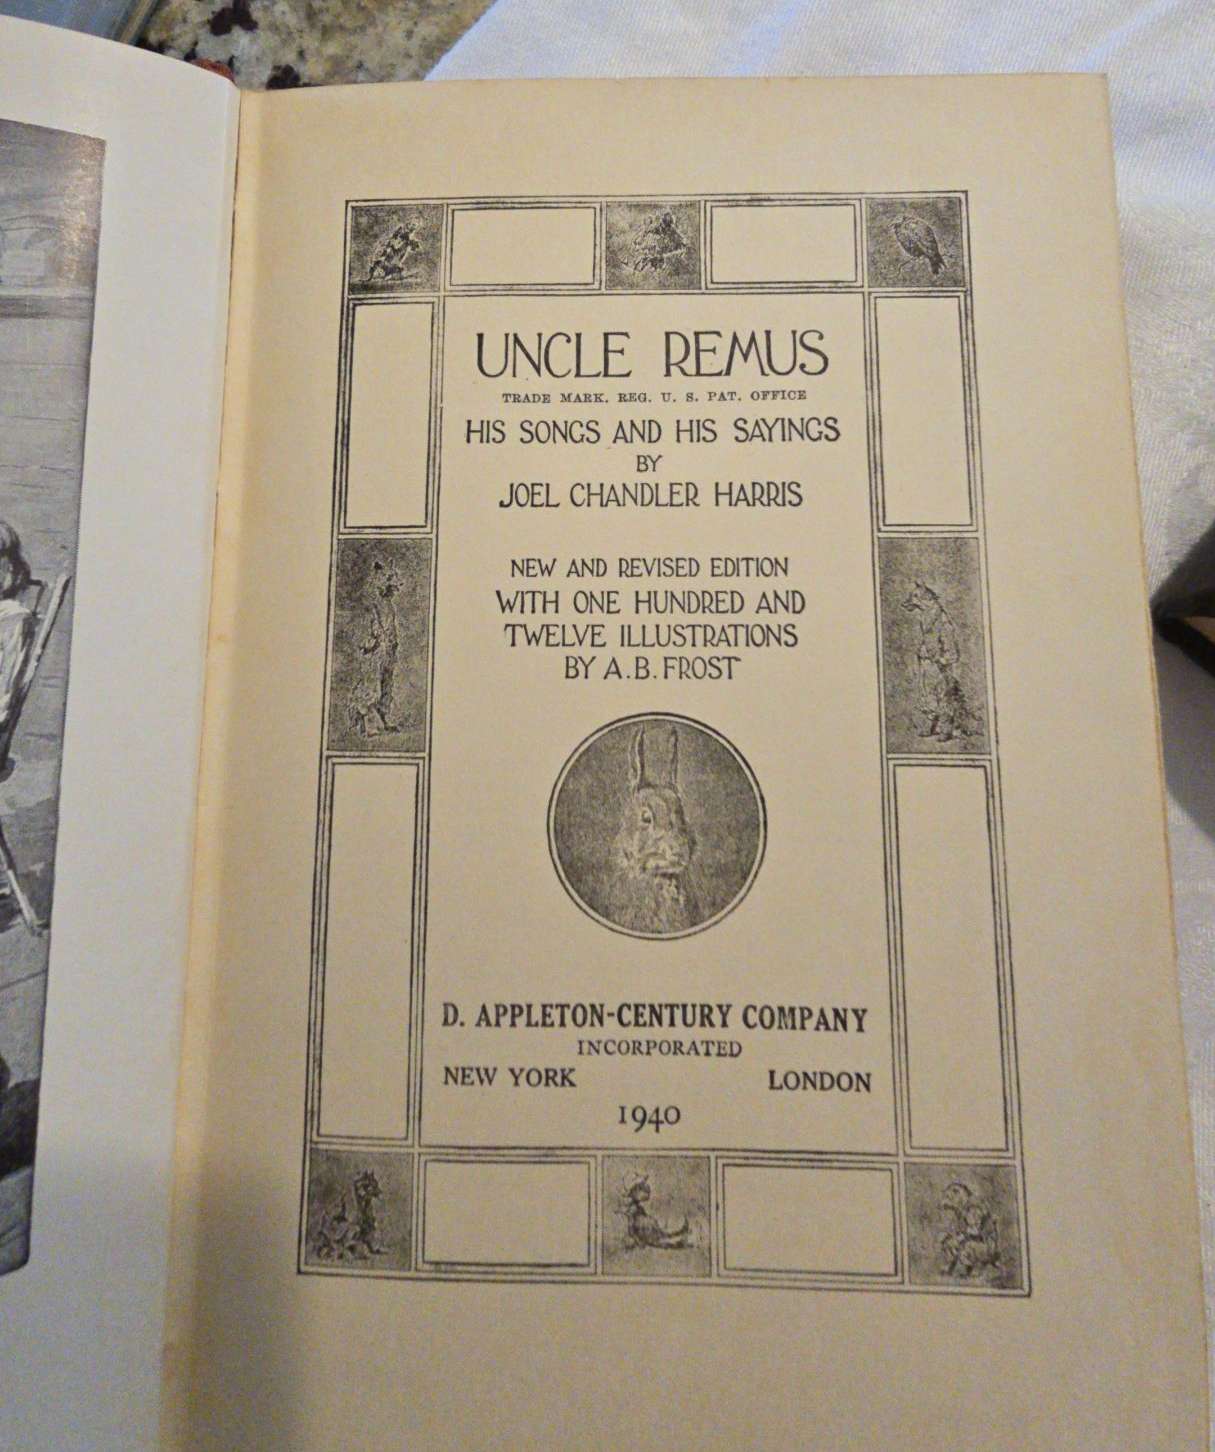 UNCLE REMUS
TRADE MARK. REG. U. S. PAT. OFFICE
HIS SONGS AND HIS SAYINGS
BY
JOEL CHANDLER HARRIS
NEW AND REVISED EDITION
WITH ONE HUNDRED AND
TWELVE ILLUSTRATIONS
BY A. B. FROST
D. APPLETON-CENTURY COMPANY
INCORPORATED
NEW YORK LONDON
1940